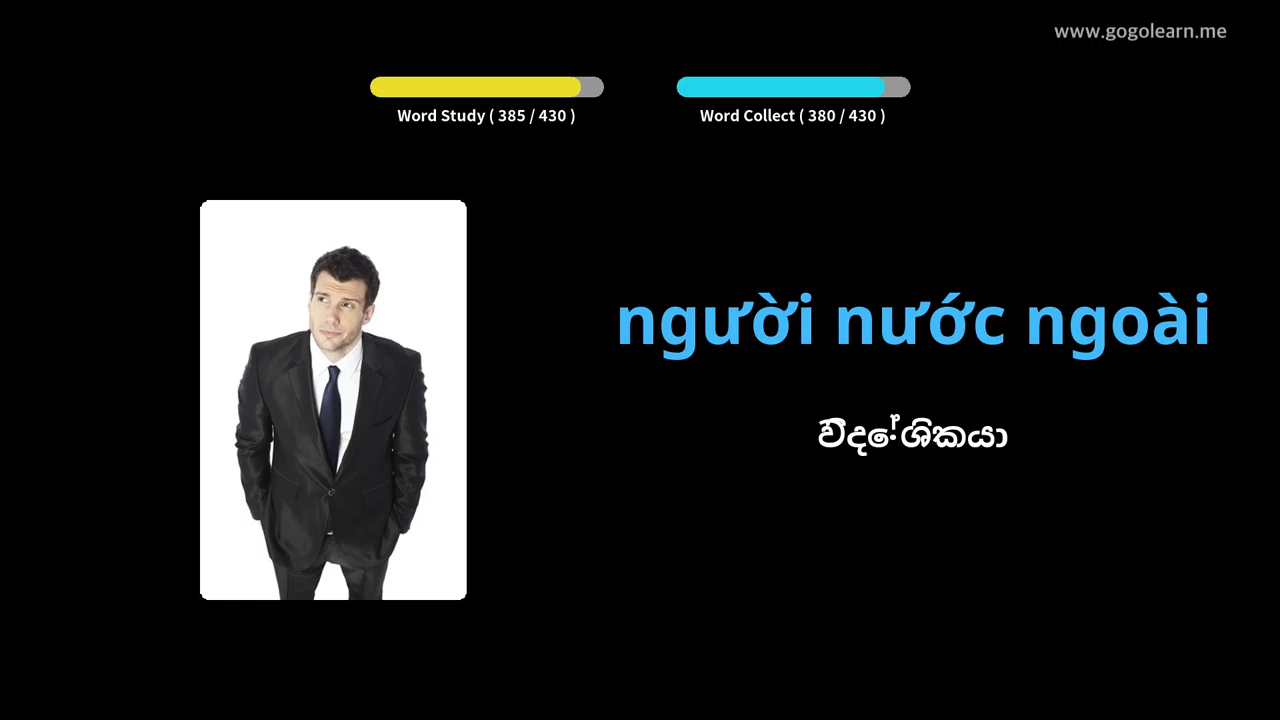 www.gogolearn.me
Word Study ( 385 / 430 )
Word Collect ( 380 / 430 )
người nước ngoài
විදේශිකයා